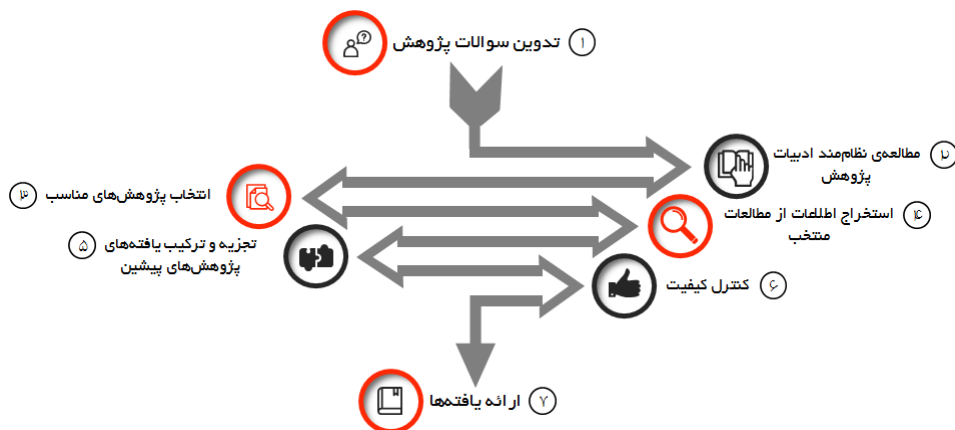 ۱ تدوین سوالات پژوهش
۲ مطالعه‌ی نظام‌مند ادبیات
پژوهش
۳ انتخاب پژوهش‌های مناسب
۴ استخراج اطلاعات از مطالعات
منتخب
۵ تجزیه و ترکیب یافته‌های
پژوهش‌های پیشین
۶ کنترل کیفیت
۷ ارائه یافته‌ها